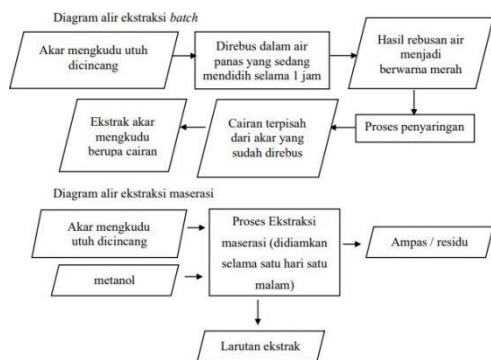 Diagram alir ekstraksi batch
Akar mengkudu utuh
dicincang
Direbus dalam air
panas yang sedang
mendidih selama 1 jam
Hasil rebusan air
menjadi
berwarna merah
Proses penyaringan
Cairan terpisah
dari akar yang
sudah direbus
Ekstrak akar
mengkudu
berupa cairan
Diagram alir ekstraksi maserasi
Akar mengkudu
utuh dicincang
metanol
Proses Ekstraksi
maserasi (didiamkan
selama satu hari satu
malam)
Ampas / residu
Larutan ekstrak